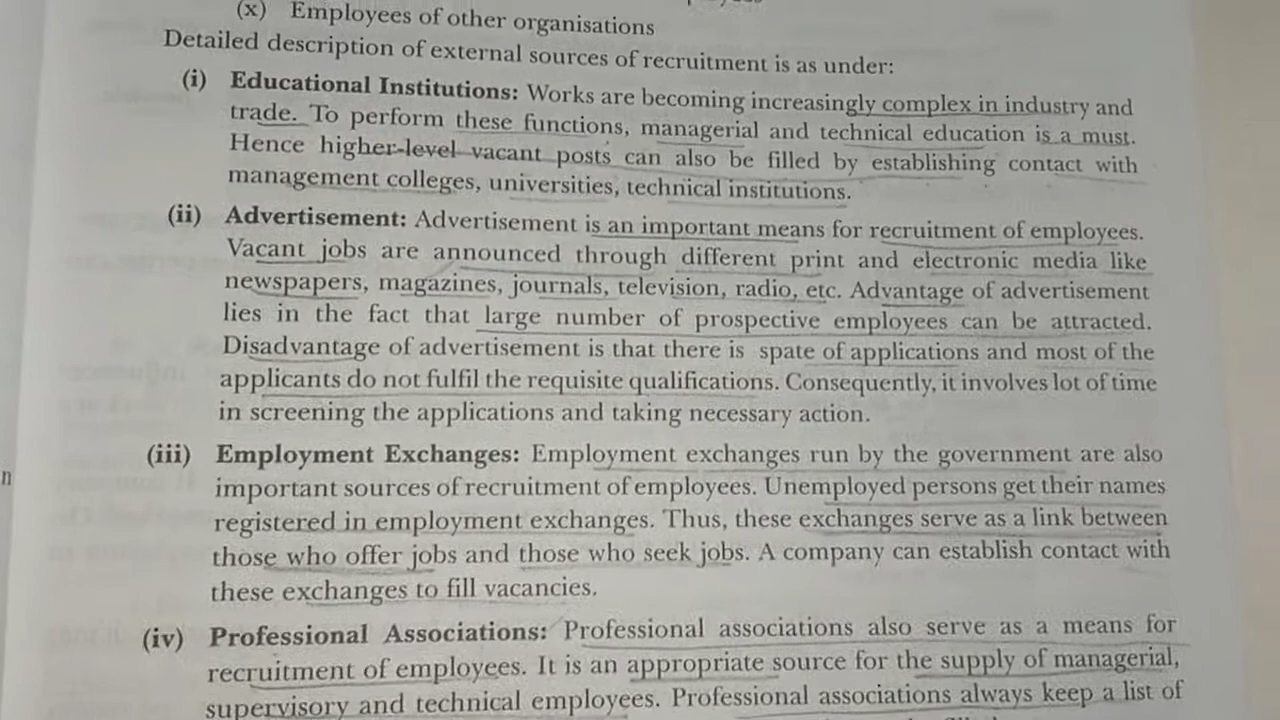 (x) Employees of other organisations
Detailed description of external sources of recruitment is as under:
(i) Educational Institutions: Works are becoming increasingly complex in industry and
trade. To perform these functions, managerial and technical education is a must.
Hence higher-level vacant posts can also be filled by establishing contact with
management colleges, universities, technical institutions.
(ii) Advertisement: Advertisement is an important means for recruitment of employees.
Vacant jobs are announced through different print and electronic media like
newspapers, magazines, journals, television, radio, etc. Advantage of advertisement
lies in the fact that large number of prospective employees can be attracted.
Disadvantage of advertisement is that there is spate of applications and most of the
applicants do not fulfil the requisite qualifications. Consequently, it involves lot of time
in screening the applications and taking necessary action.
(iii) Employment Exchanges: Employment exchanges run by the government are also
important sources of recruitment of employees. Unemployed persons get their names
registered in employment exchanges. Thus, these exchanges serve as a link between
those who offer jobs and those who seek jobs. A company can establish contact with
these exchanges to fill vacancies.
(iv) Professional Associations: Professional associations also serve as a means for
recruitment of employees. It is an appropriate source for the supply of managerial,
supervisory and technical employees. Professional associations always keep a list of